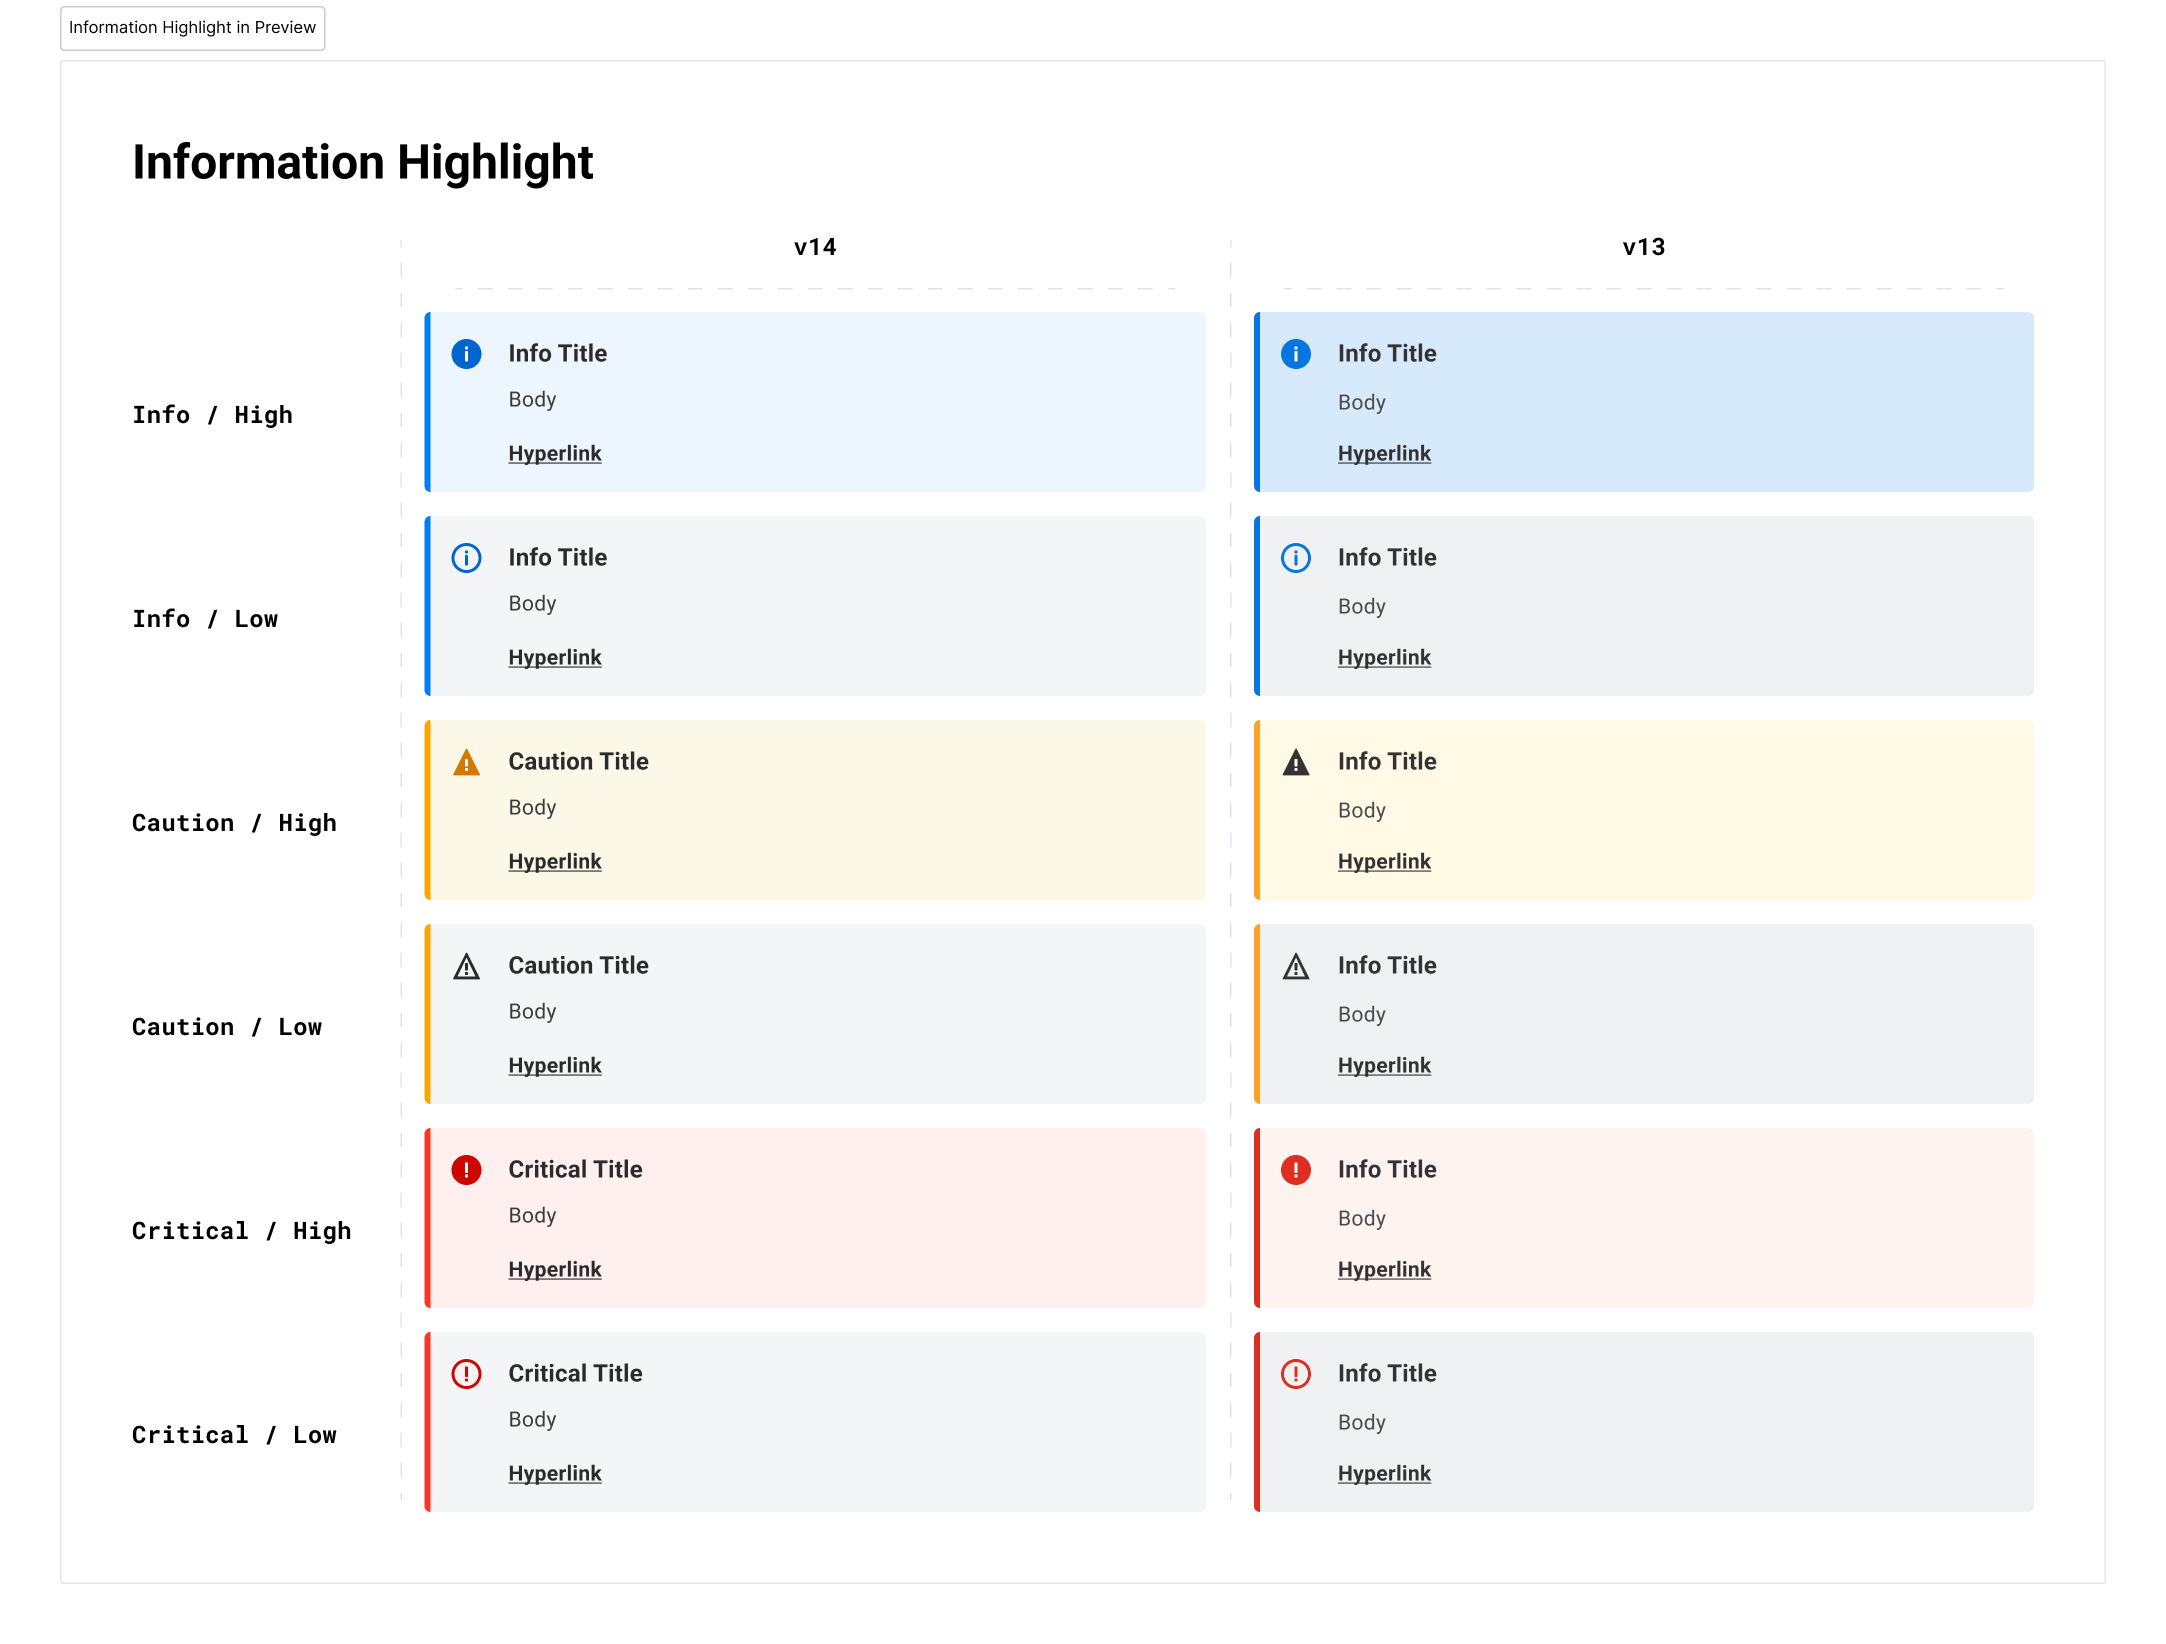 Information Highlight in Preview
Information Highlight
v14
v13
Info / High
Info Title
Body
Hyperlink
Info Title
Body
Hyperlink
Info / Low
Info Title
Body
Hyperlink
Info Title
Body
Hyperlink
Caution / High
Caution Title
Body
Hyperlink
Info Title
Body
Hyperlink
Caution / Low
Caution Title
Body
Hyperlink
Info Title
Body
Hyperlink
Critical / High
Critical Title
Body
Hyperlink
Info Title
Body
Hyperlink
Critical / Low
Critical Title
Body
Hyperlink
Info Title
Body
Hyperlink